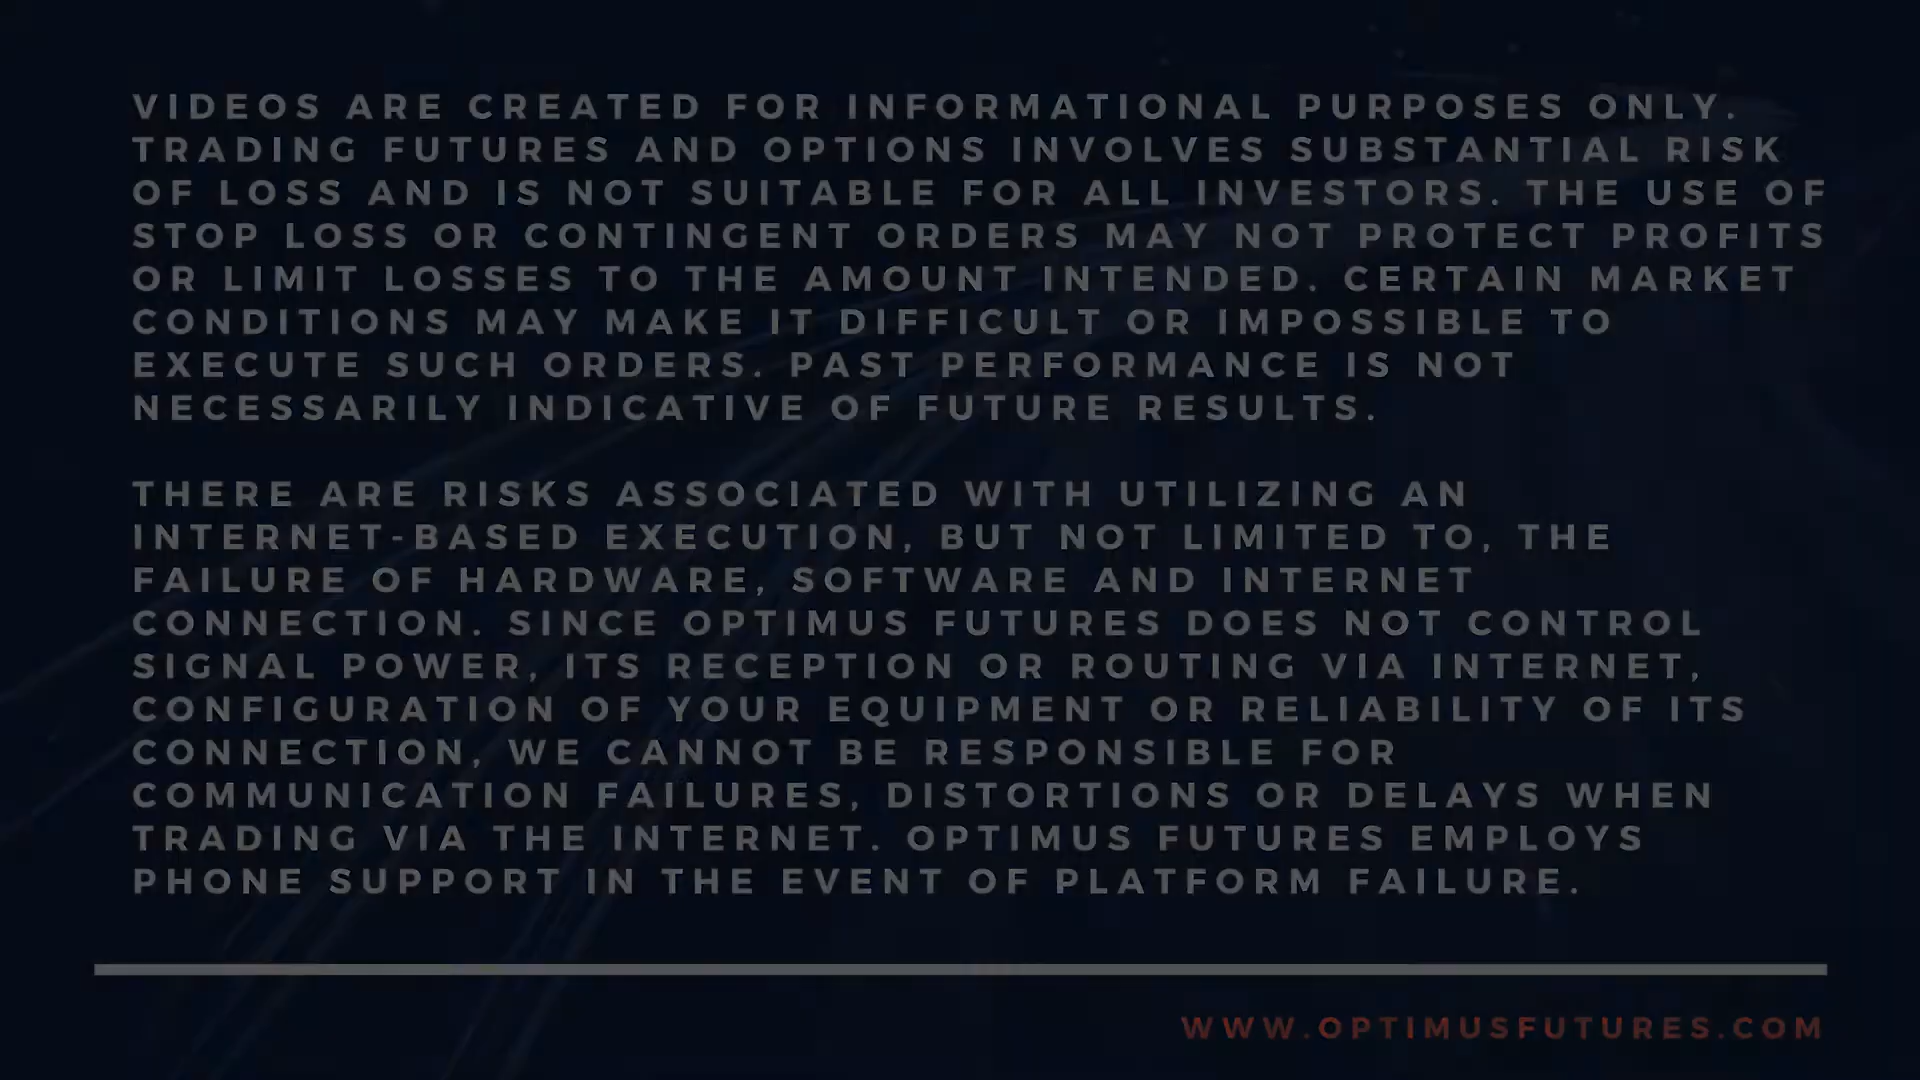 VIDEOS ARE CREATED FOR INFORMATIONAL PURPOSES ONLY.
TRADING FUTURES AND OPTIONS INVOLVES SUBSTANTIAL RISK
OF LOSS AND IS NOT SUITABLE FOR ALL INVESTORS. THE USE OF
STOP LOSS OR CONTINGENT ORDERS MAY NOT PROTECT PROFITS
OR LIMIT LOSSES TO THE AMOUNT INTENDED. CERTAIN MARKET
CONDITIONS MAY MAKE IT DIFFICULT OR IMPOSSIBLE TO
EXECUTE SUCH ORDERS. PAST PERFORMANCE IS NOT
NECESSARILY INDICATIVE OF FUTURE RESULTS.
THERE ARE RISKS ASSOCIATED WITH UTILIZING AN
INTERNET-BASED EXECUTION, BUT NOT LIMITED TO, THE
FAILURE OF HARDWARE, SOFTWARE AND INTERNET
CONNECTION. SINCE OPTIMUS FUTURES DOES NOT CONTROL
SIGNAL POWER, ITS RECEPTION OR ROUTING VIA INTERNET,
CONFIGURATION OF YOUR EQUIPMENT OR RELIABILITY OF ITS
CONNECTION, WE CANNOT BE RESPONSIBLE FOR
COMMUNICATION FAILURES, DISTORTIONS OR DELAYS WHEN
TRADING VIA THE INTERNET. OPTIMUS FUTURES EMPLOYS
PHONE SUPPORT IN THE EVENT OF PLATFORM FAILURE.
WWW.OPTIMUSFUTURES.COM